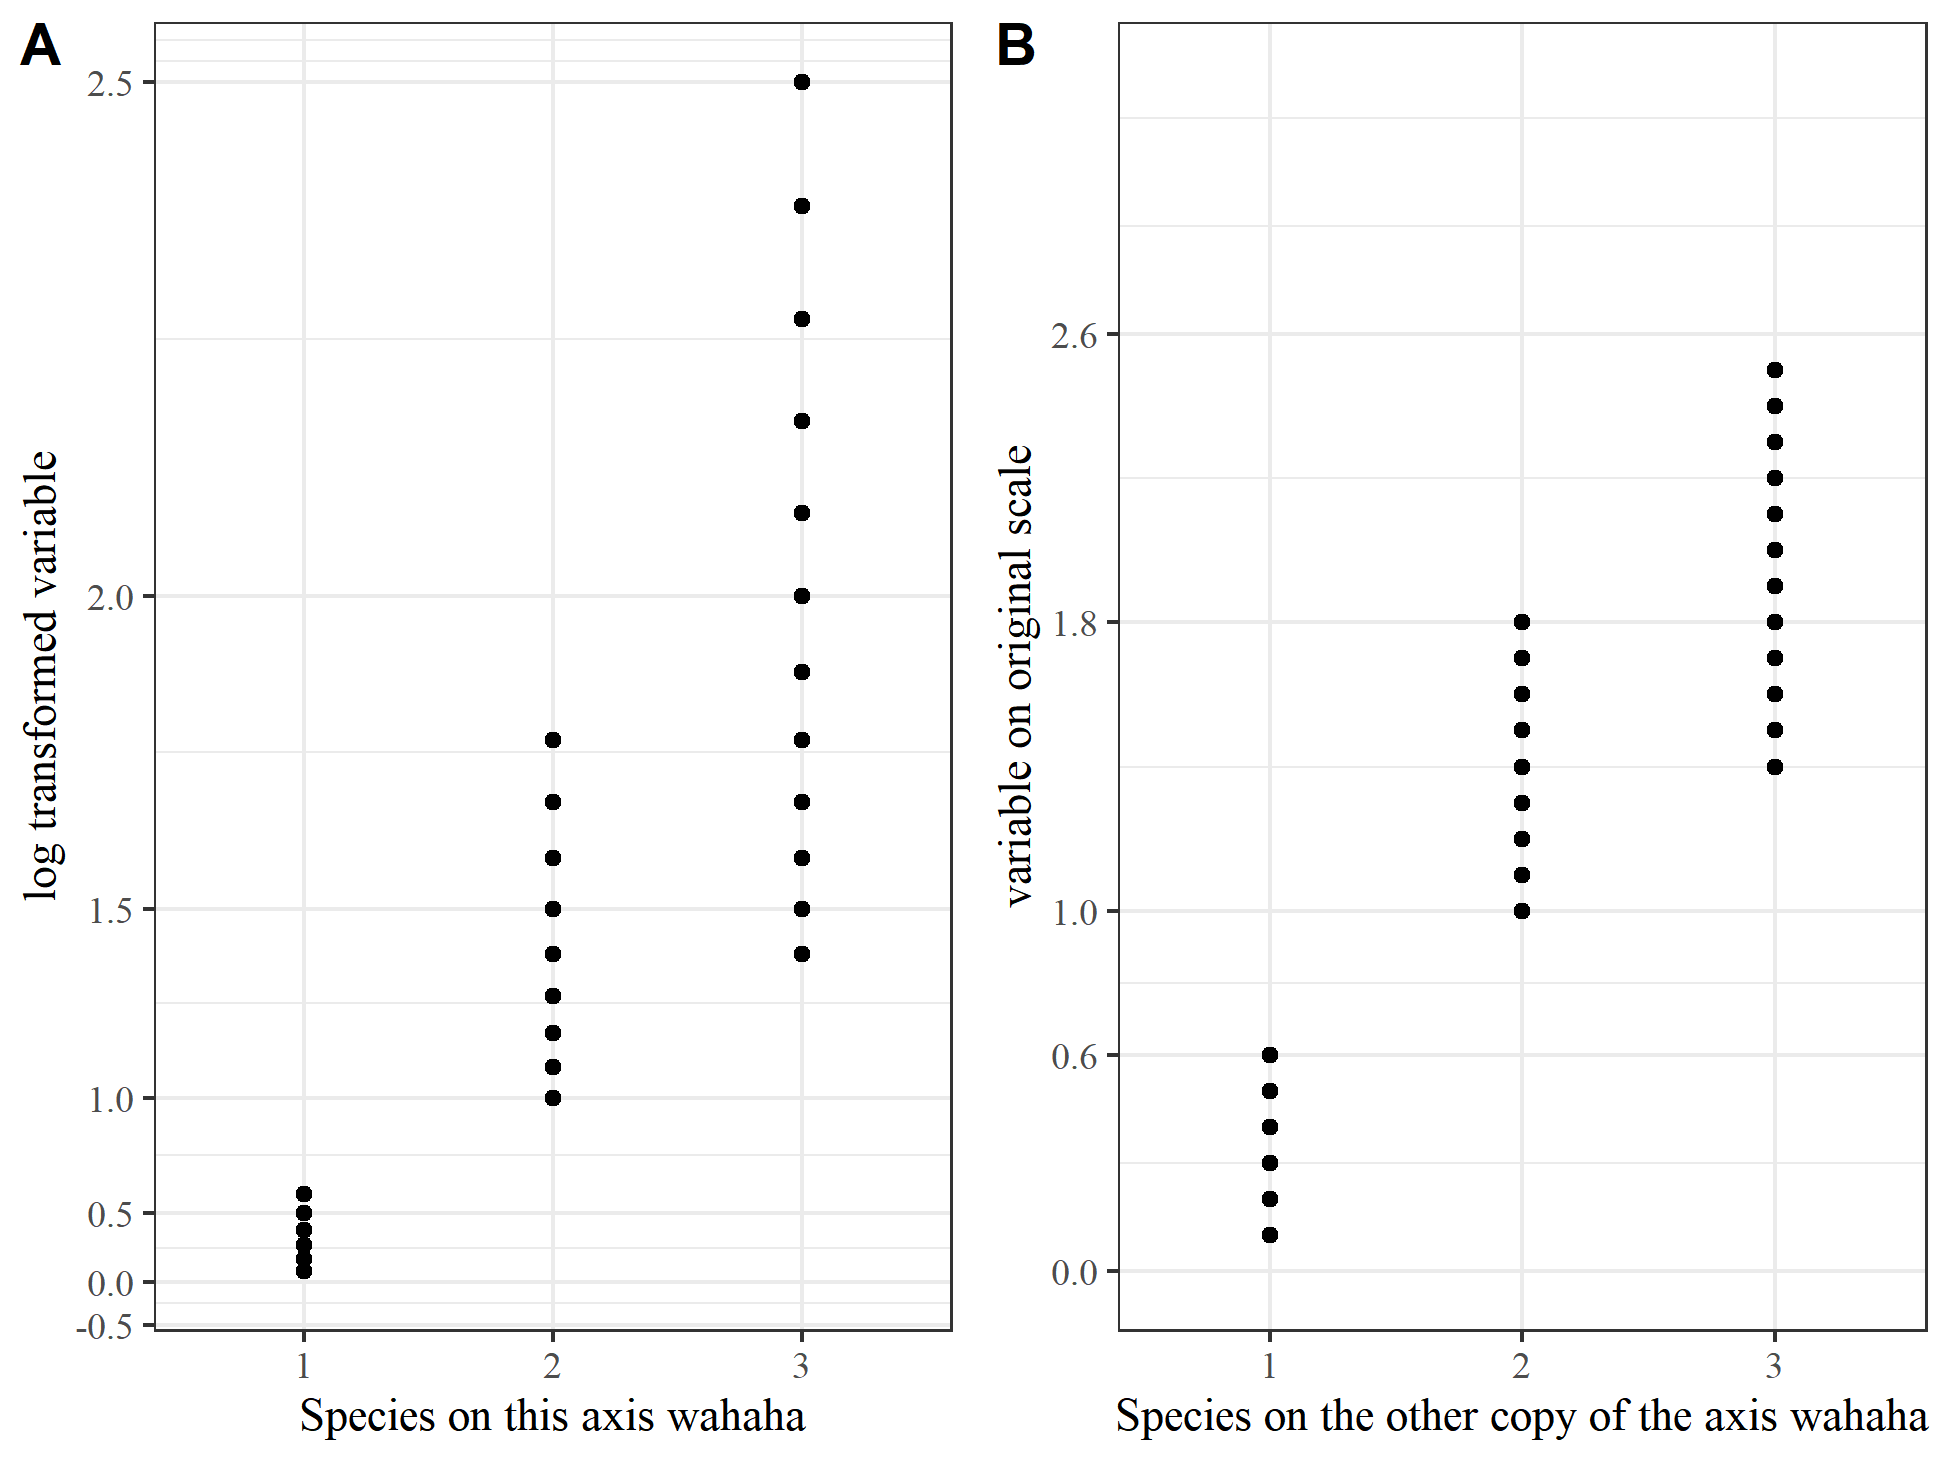 A
log transformed variable
2.5
2.0
1.5
1.0
0.5
0.0
-0.5
1 2 3
Species on this axis wahaha
B
variable on original scale
2.6
1.8
1.0
0.6
0.0
1 2 3
Species on the other copy of the axis wahaha